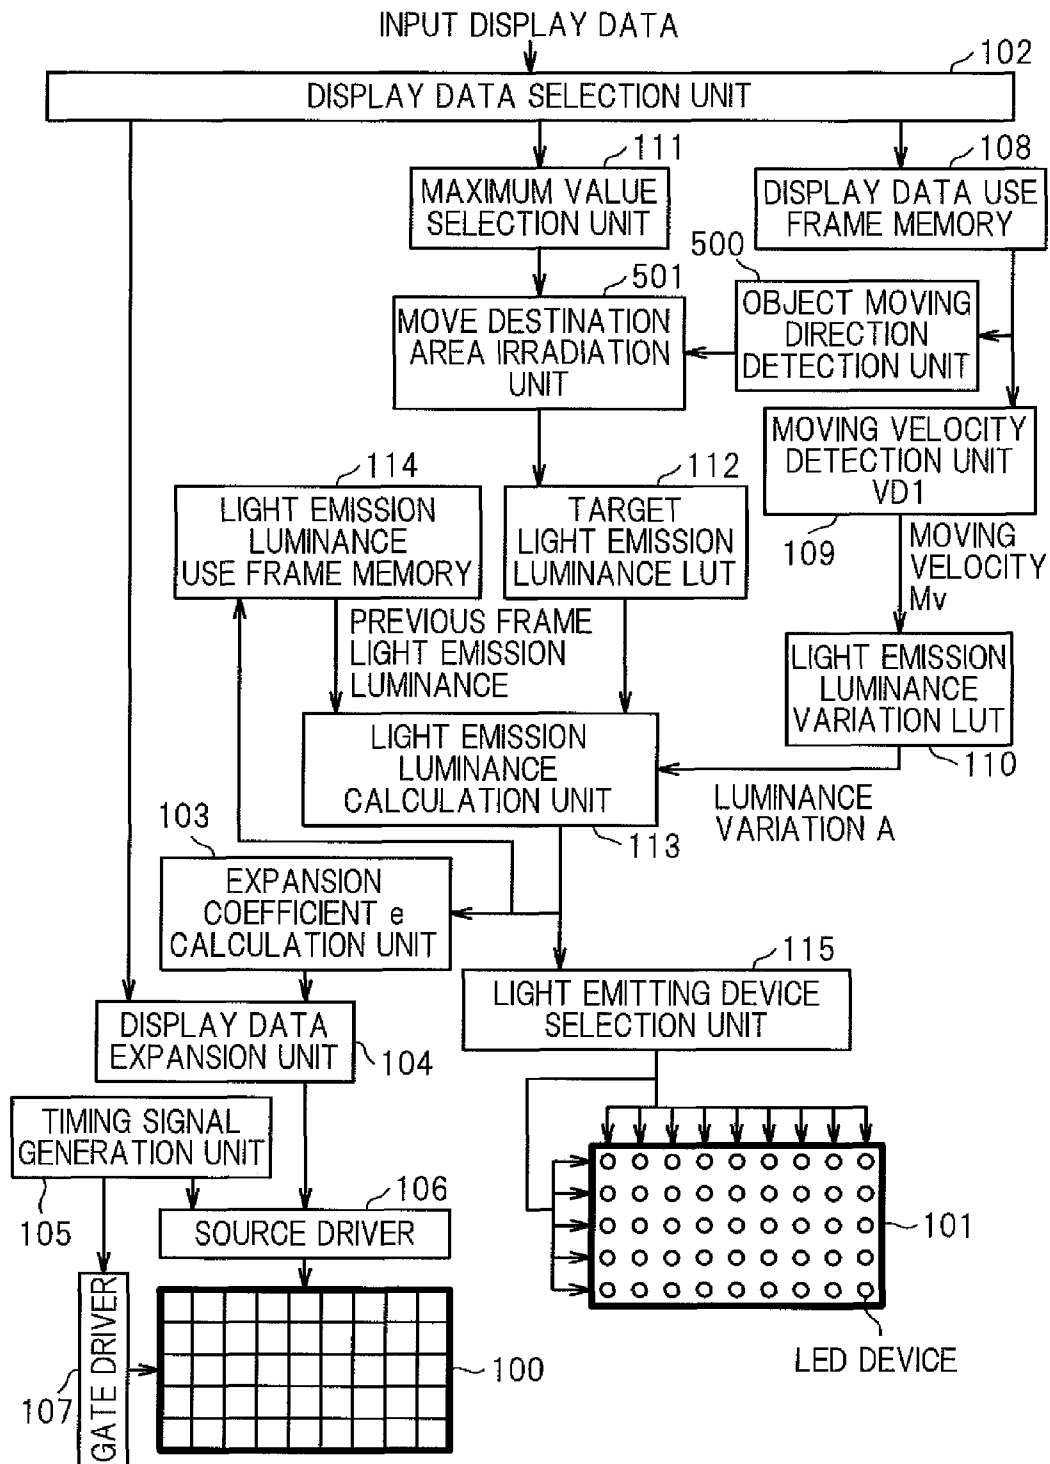 INPUT DISPLAY DATA
102
DISPLAY DATA SELECTION UNIT
111
MAXIMUM VALUE
SELECTION UNIT
108
DISPLAY DATA USE
FRAME MEMORY
500
OBJECT MOVING
DIRECTION
DETECTION UNIT
501
MOVE DESTINATION
AREA IRRADIATION
UNIT
MOVING VELOCITY
DETECTION UNIT
VD1
109
MOVING
VELOCITY
Mv
114
LIGHT EMISSION
LUMINANCE
USE FRAME MEMORY
112
TARGET
LIGHT EMISSION
LUMINANCE LUT
PREVIOUS FRAME
LIGHT EMISSION
LUMINANCE
LIGHT EMISSION
LUMINANCE
VARIATION LUT
110
LIGHT EMISSION
LUMINANCE
CALCULATION UNIT
113
LUMINANCE
VARIATION A
103
EXPANSION
COEFFICIENT e
CALCULATION UNIT
115
LIGHT EMITTING DEVICE
SELECTION UNIT
DISPLAY DATA
EXPANSION UNIT
104
TIMING SIGNAL
GENERATION UNIT
105
106
SOURCE DRIVER
101
LED DEVICE
GATE DRIVER
107
100